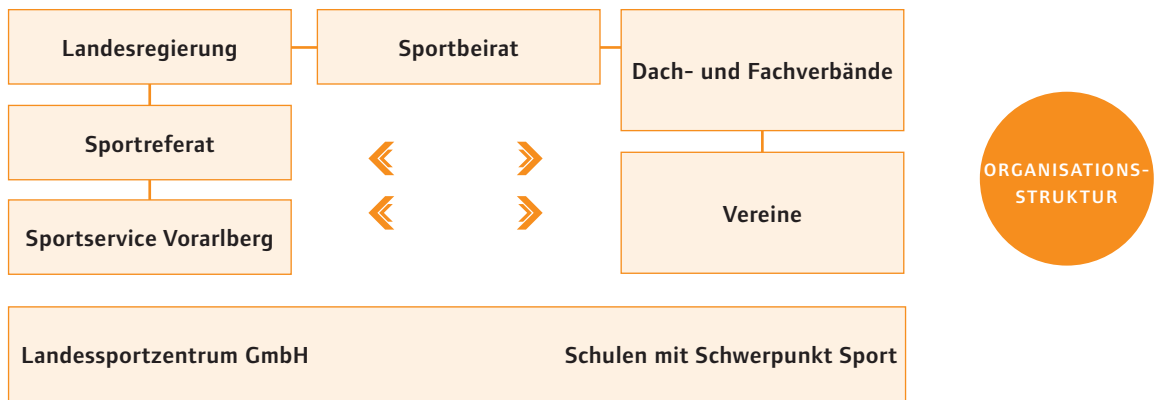 Landesregierung
Sportbeirat
Dach- und Fachverbände
Sportreferat
Sportservice Vorarlberg
Vereine
ORGANISATIONS-
STRUKTUR
Landessportzentrum GmbH
Schulen mit Schwerpunkt Sport